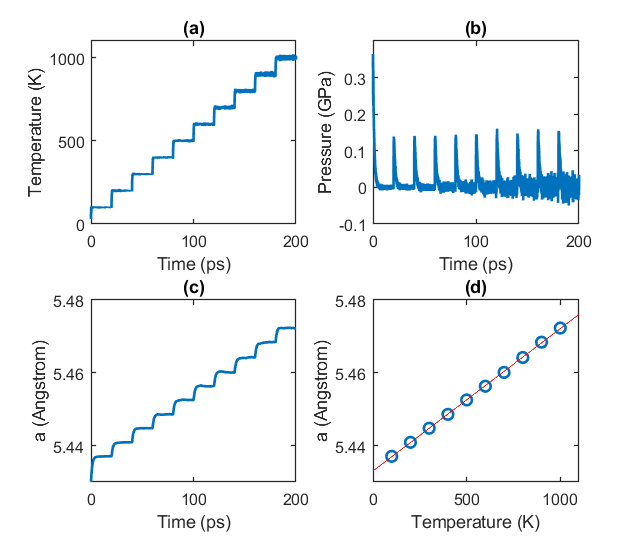 (a)
Temperature (K)
1000
500
0
0
100
200
Time (ps)
(b)
Pressure (GPa)
0.3
0.2
0.1
0
-0.1
0
100
200
Time (ps)
(c)
a (Angstrom)
5.48
5.46
5.44
0
100
200
Time (ps)
(d)
a (Angstrom)
5.48
5.46
5.44
0
500
1000
Temperature (K)